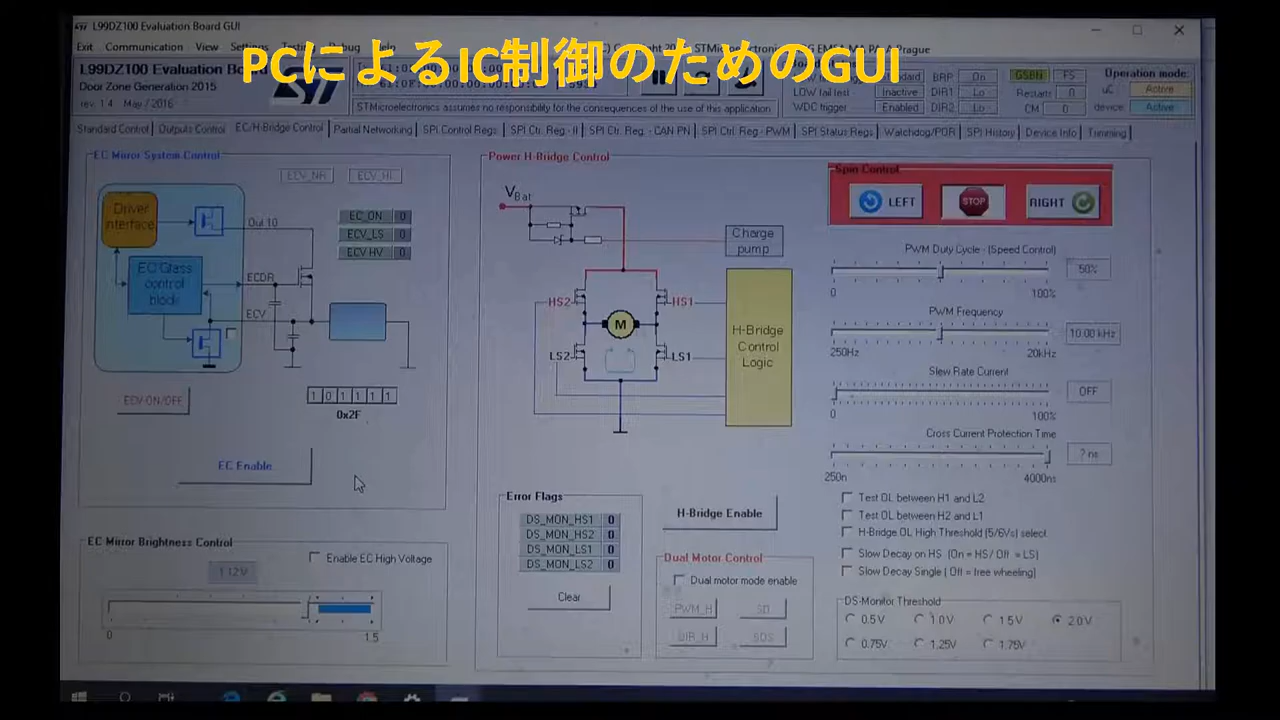 L99DZ100 Evaluation Board GUI
PCによるIC制御のためのGUI
Exit Communication View
Prague
L99DZ100 Evaluation
Door Zone Generation 2015
rev. 1.4 May / 2016
STMicroelectronics assumes no responsibility for the consequences of the use of this application
LOW fail test Inactive
WDC trigger Enabled
BRP On
DIR1 Lo
DIR2 Lo
GSBN FS
Restart: 0
CM 0
Operation mode:
uC Active
device: Active
Standard Control Outputs Control EC/H-Bridge Control Partial Networking SPI Control Regs SPI Ctr. Reg - II SPI Ctr. Reg. - CAN PN SPI Ctrl. Reg - PWM SPI Status Regs Watchdog/POR SPI History Device Info Trimming
EC Mirror System Control
ECV_NR ECV_HL
Driver
interface
Out 10
EC_ON 0
ECV_LS 0
ECV HV 0
EC Glass
control
block
ECDR
ECV
ECV ON/OFF
1 0 1 1 1 1
0x2F
EC Enable
EC Mirror Brightness Control
Enable EC High Voltage
1.12V
0 1.5
Power H-Bridge Control
VBat
Charge
pump
HS2 HS1
M
LS2 LS1
H-Bridge
Control
Logic
Error Flags
DS_MON_HS1 0
DS_MON_HS2 0
DS_MON_LS1 0
DS_MON_LS2 0
Clear
H-Bridge Enable
Dual Motor Control
Dual motor mode enable
PWM_H SD
DIR_H SDS
Spin Control
LEFT STOP RIGHT
PWM Duty Cycle - (Speed Control)
50%
0 100%
PWM Frequency
10.00 kHz
250Hz 20kHz
Slew Rate Current
OFF
0 100%
Cross Current Protection Time
? ns
250n 4000ns
Test OL between H1 and L2
Test OL between H2 and L1
H-Bridge OL High Threshold (5/6Vs) select
Slow Decay on HS (On = HS/ Off = LS)
Slow Decay Single ( Off = free wheeling)
DS-Monitor Threshold
0.5V 1.0V 1.5V 2.0V
0.75V 1.25V 1.75V